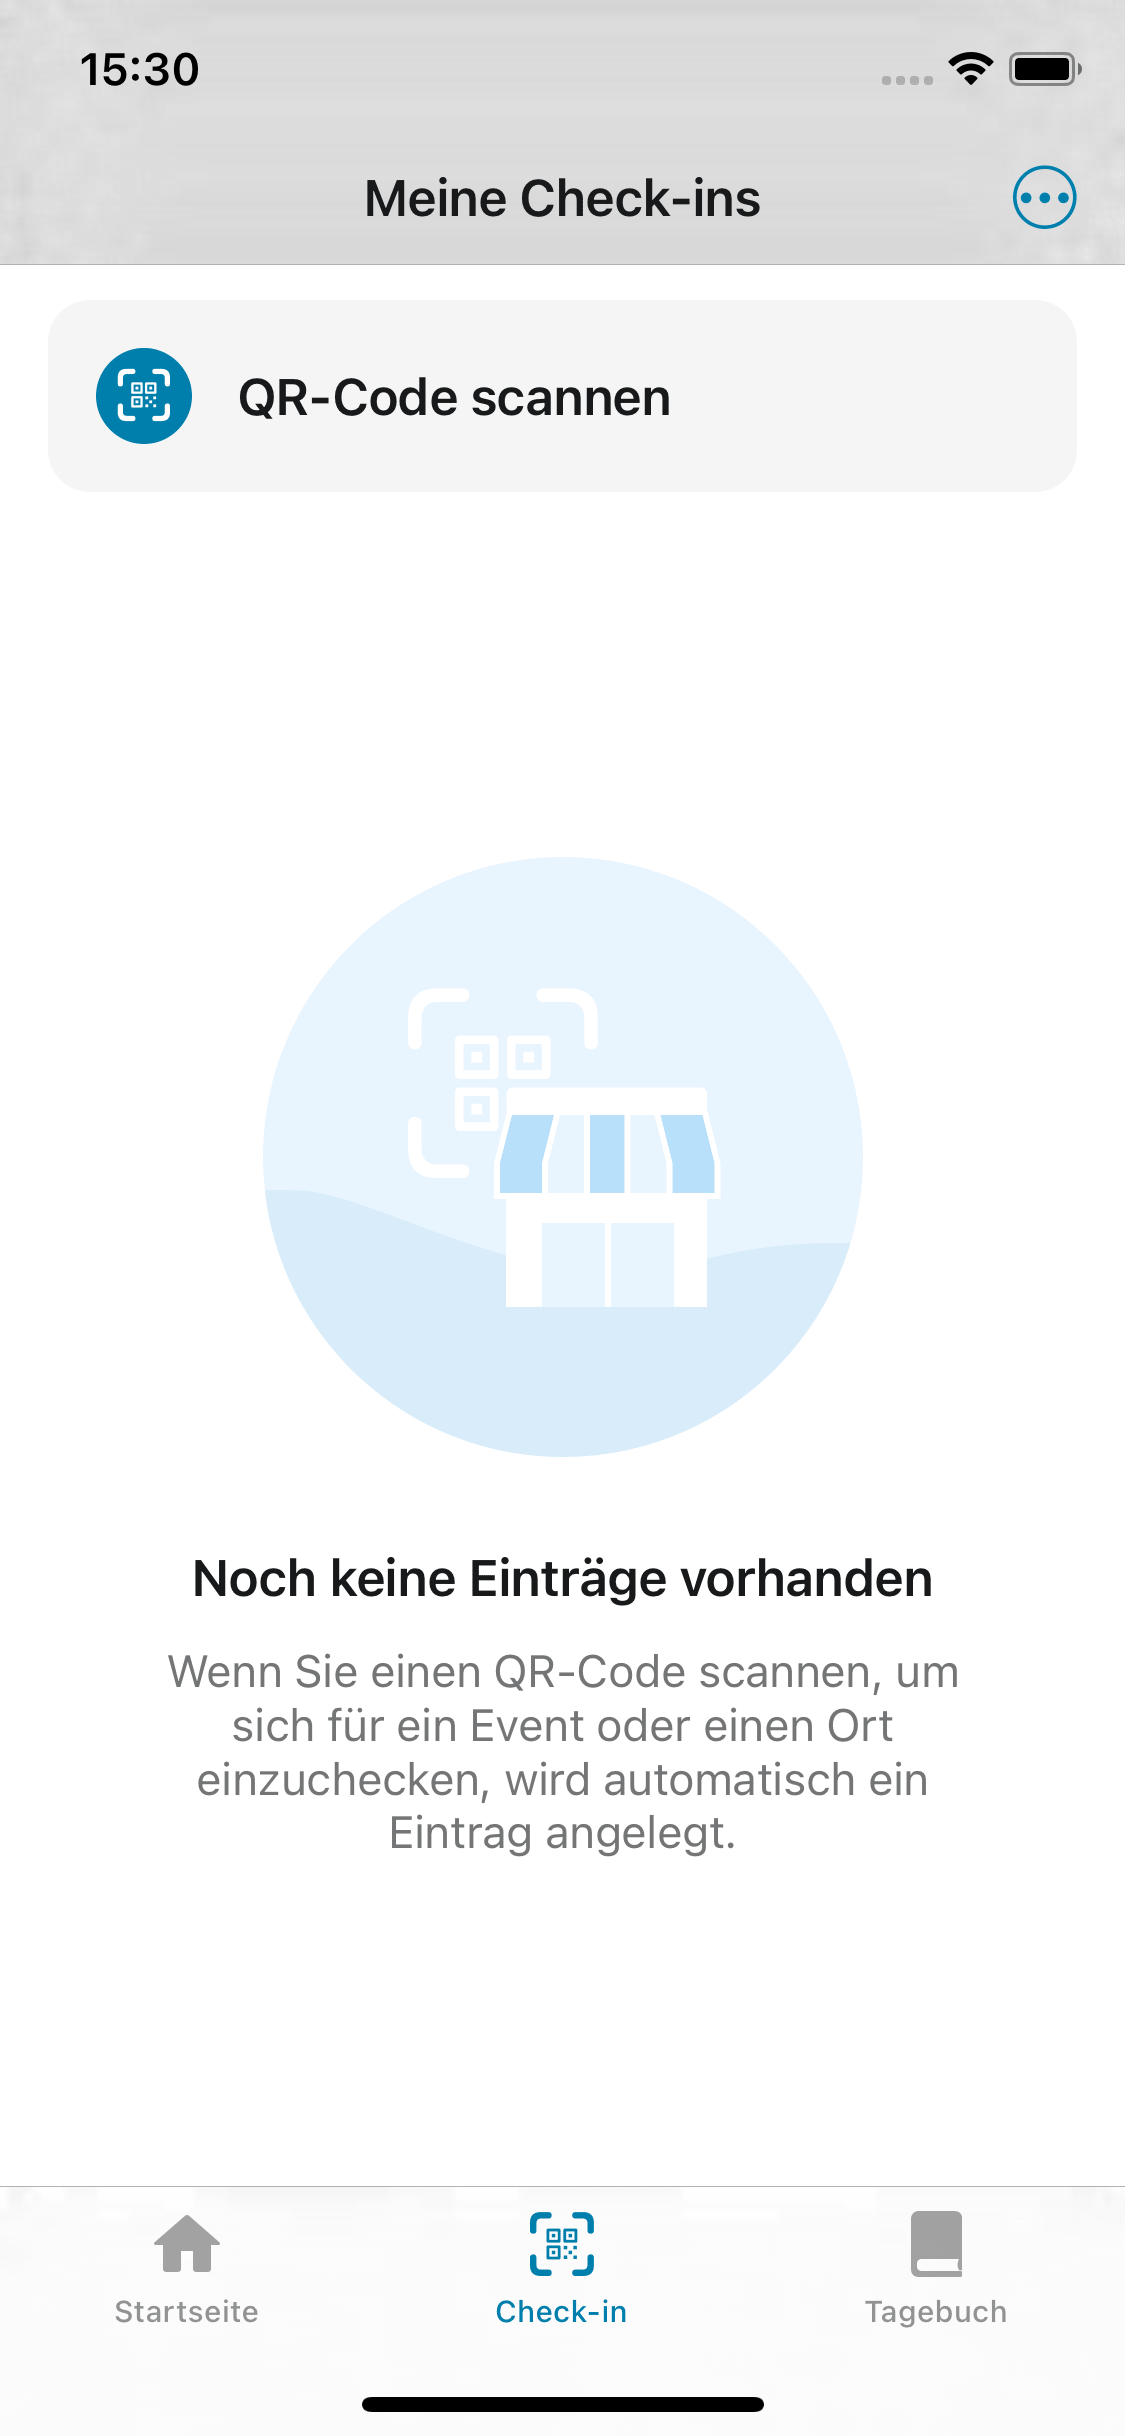 15:30
Meine Check-ins
QR-Code scannen
Noch keine Einträge vorhanden
Wenn Sie einen QR-Code scannen, um
sich für ein Event oder einen Ort
einzuchecken, wird automatisch ein
Eintrag angelegt.
Startseite
Check-in
Tagebuch